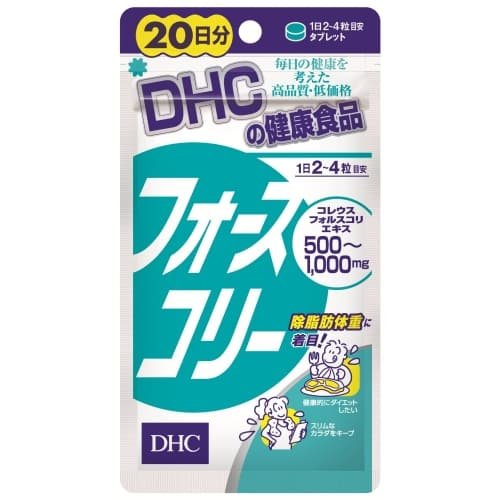 20日分
1日2~4粒目安
タブレット
毎日の健康を
考えた
高品質・低価格
DHC
の健康食品
1日2~4粒目安
フォース
コリー
コレウス
フォルスコリ
エキス
500~
1,000mg
除脂肪体重に
着目!
健康的にダイエット
したい
スリムな
カラダをキープ
DHC